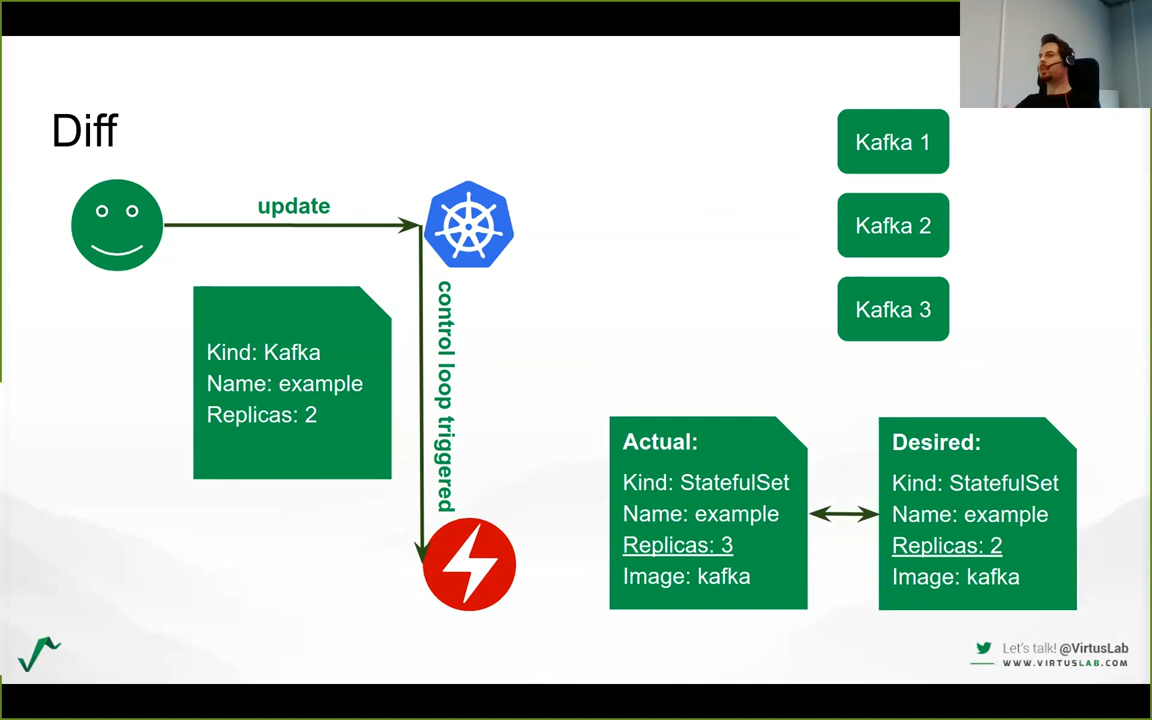 Diff
update
Kind: Kafka
Name: example
Replicas: 2
control loop triggered
Kafka 1
Kafka 2
Kafka 3
Actual:
Kind: StatefulSet
Name: example
Replicas: 3
Image: kafka
Desired:
Kind: StatefulSet
Name: example
Replicas: 2
Image: kafka
Let's talk! @VirtusLab
WWW.VIRTUSLAB.COM